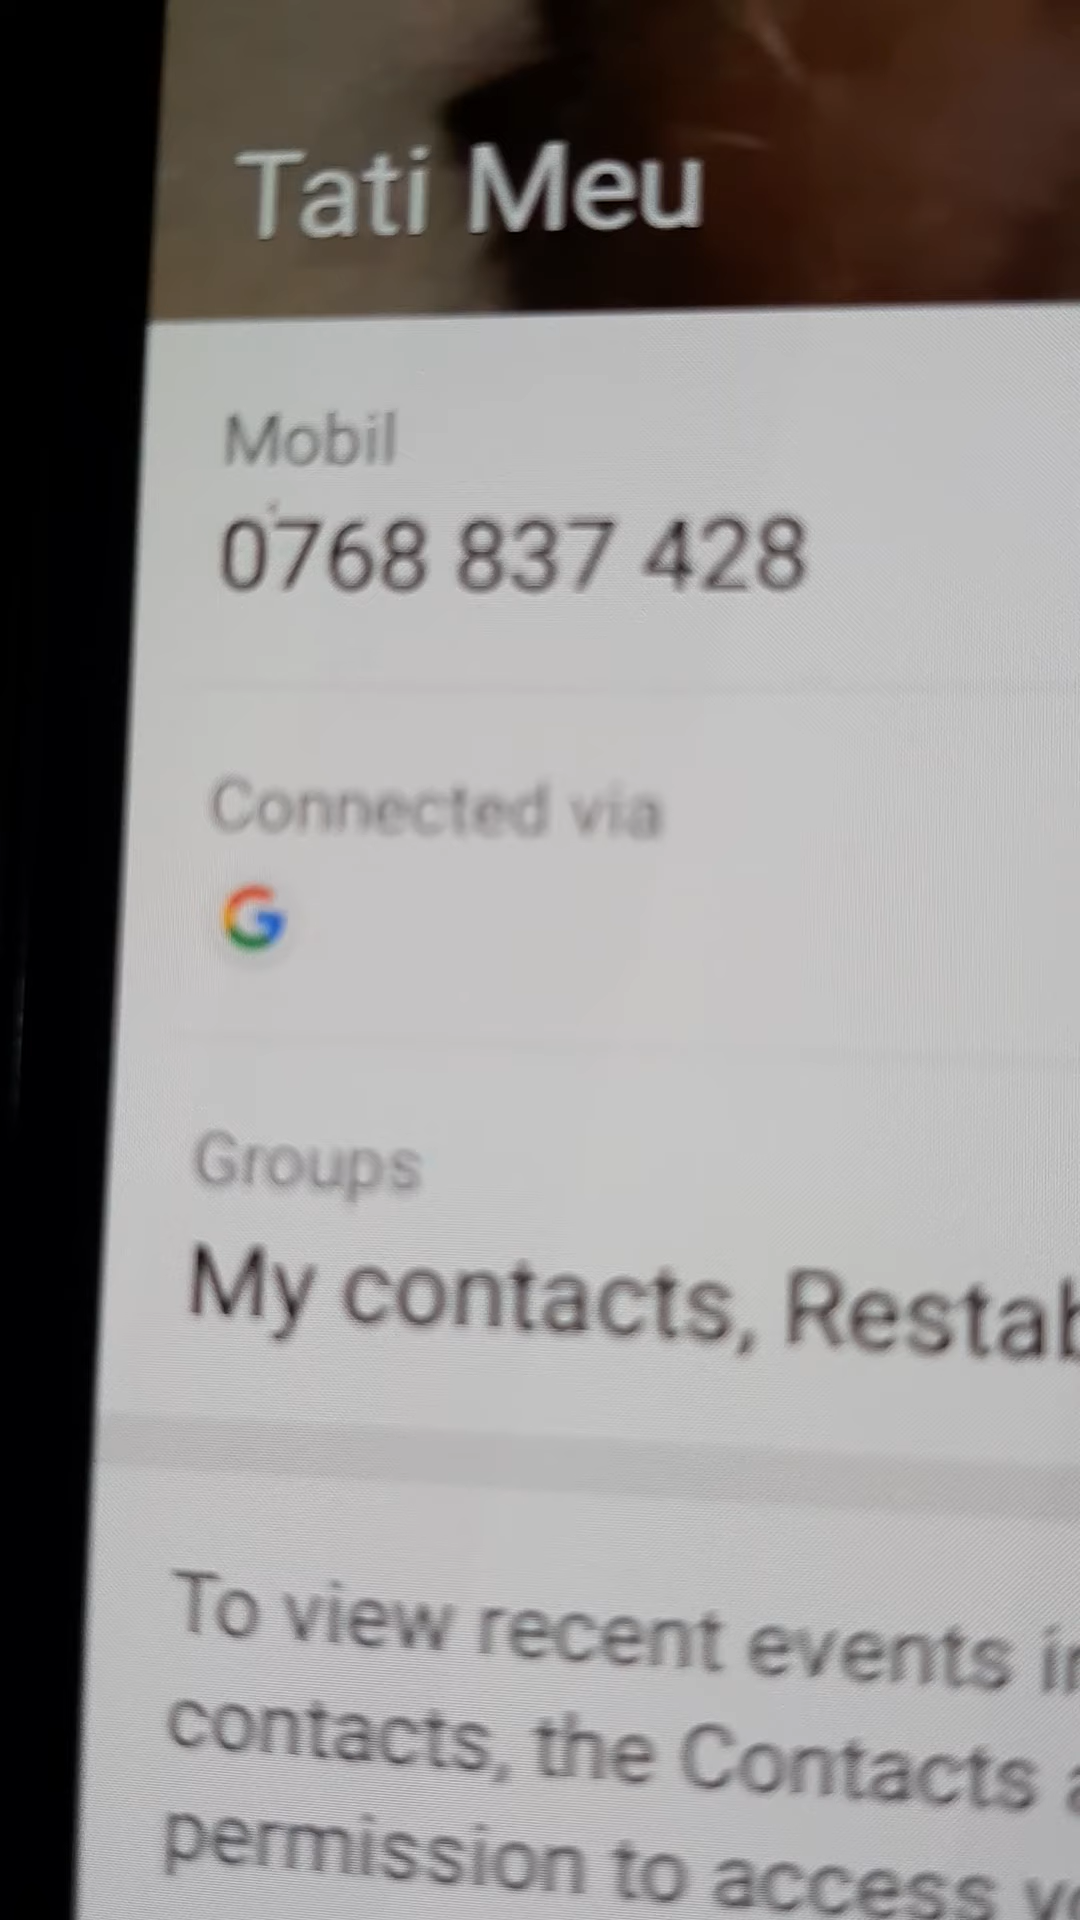 Tati Meu
Mobil
0768 837 428
Connected via
Groups
My contacts,
To view recent events
contacts, the Contacts
permission to access